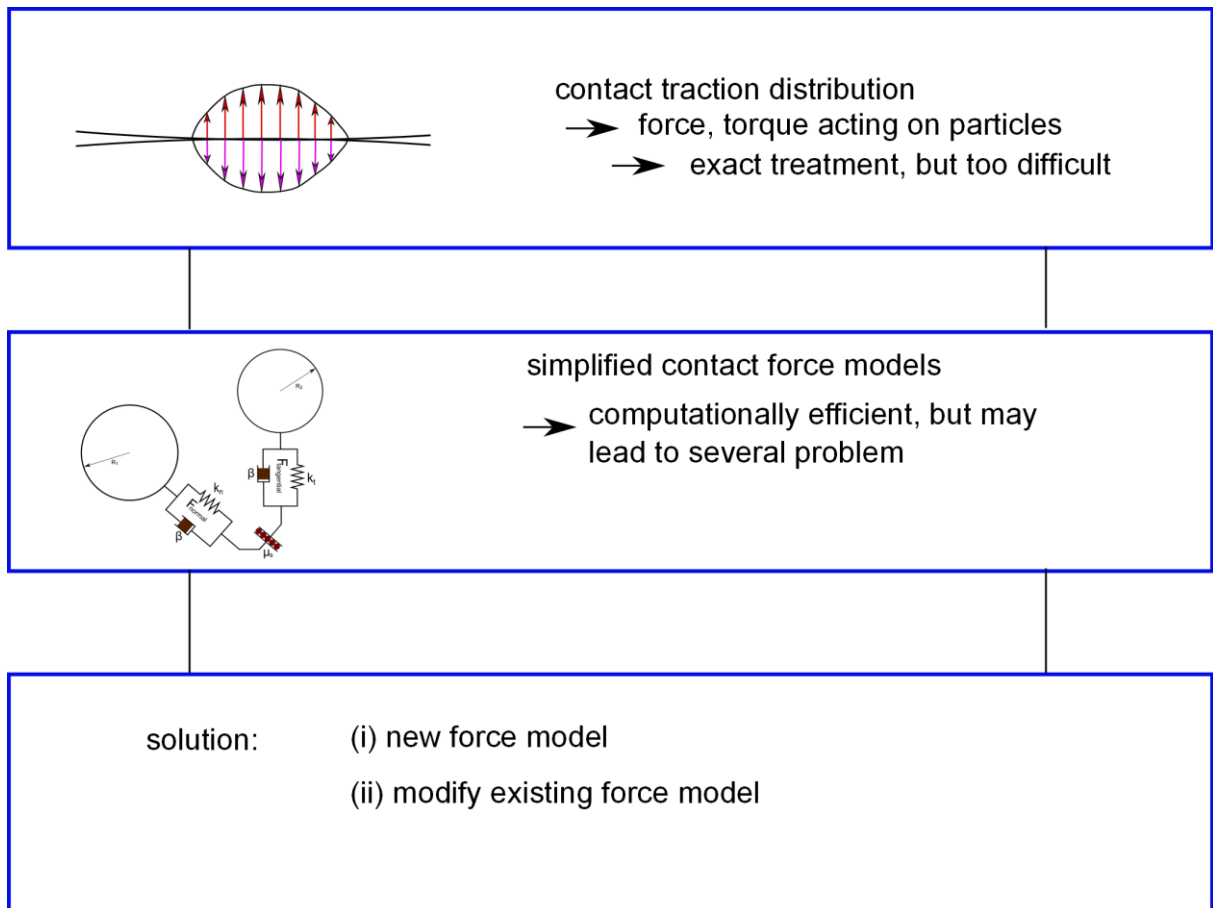 contact traction distribution
force, torque acting on particles
exact treatment, but too difficult
simplified contact force models
computationally efficient, but may
lead to several problem
R₁
R₂
kₙ
Fnormal
β
β
Ftangential
kₜ
μₛ
solution:
(i) new force model
(ii) modify existing force model